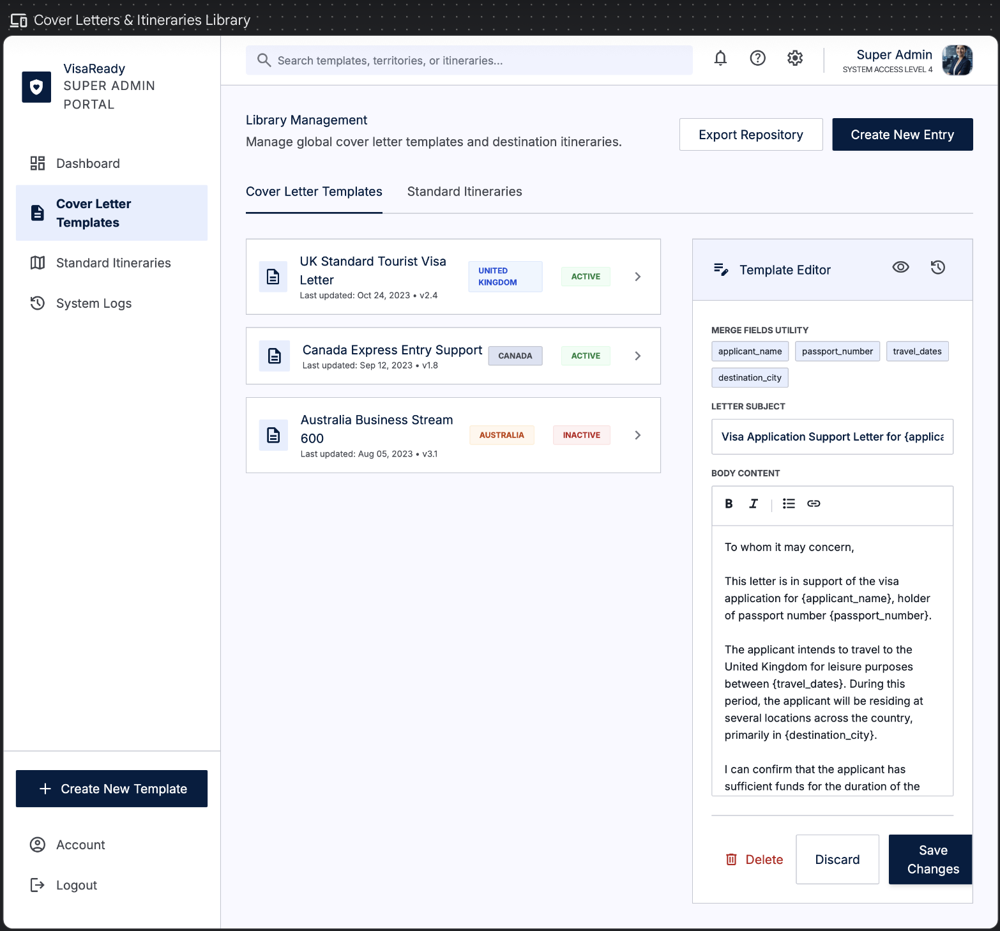 Cover Letters & Itineraries Library
VisaReady
SUPER ADMIN
PORTAL
Dashboard
Cover Letter
Templates
Standard Itineraries
System Logs
Create New Template
Account
Logout
Search templates, territories, or itineraries...
Super Admin
SYSTEM ACCESS LEVEL 4
Library Management
Manage global cover letter templates and destination itineraries.
Export Repository
Create New Entry
Cover Letter Templates
Standard Itineraries
UK Standard Tourist Visa
Letter
Last updated: Oct 24, 2023 • v2.4
UNITED
KINGDOM
ACTIVE
Canada Express Entry Support
Last updated: Sep 12, 2023 • v1.8
CANADA
ACTIVE
Australia Business Stream
600
Last updated: Aug 05, 2023 • v3.1
AUSTRALIA
INACTIVE
Template Editor
MERGE FIELDS UTILITY
applicant_name
passport_number
travel_dates
destination_city
LETTER SUBJECT
Visa Application Support Letter for {applica
BODY CONTENT
B I
To whom it may concern,
This letter is in support of the visa
application for {applicant_name}, holder
of passport number {passport_number}.
The applicant intends to travel to the
United Kingdom for leisure purposes
between {travel_dates}. During this
period, the applicant will be residing at
several locations across the country,
primarily in {destination_city}.
I can confirm that the applicant has
sufficient funds for the duration of the
Delete
Discard
Save
Changes